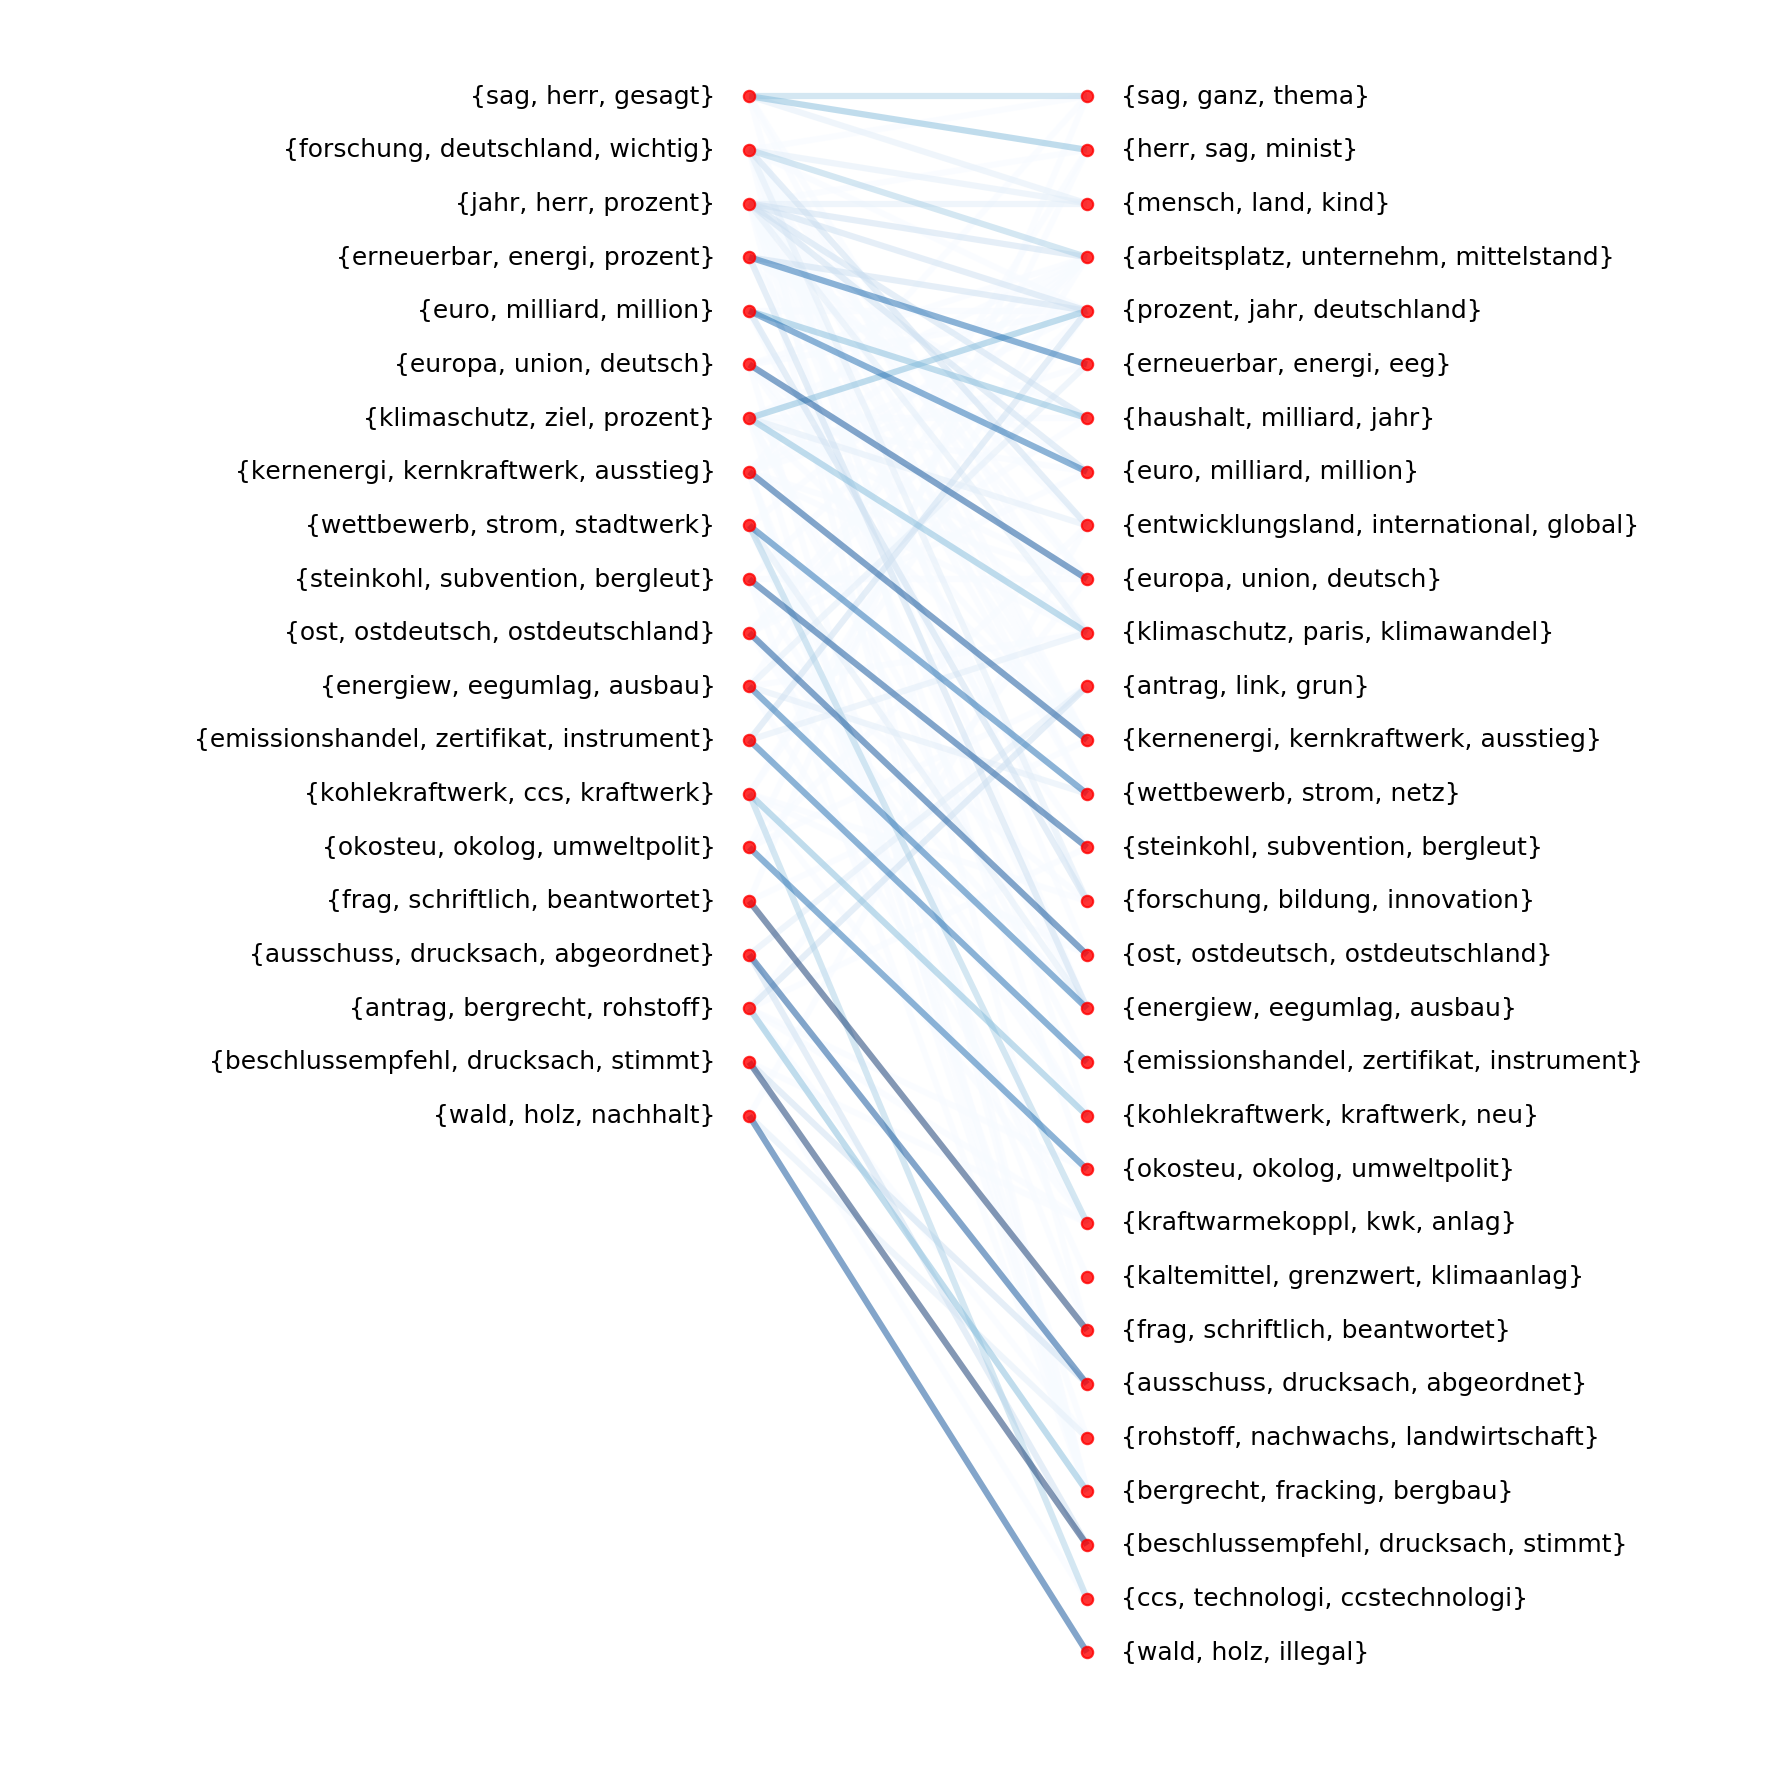 {sag, herr, gesagt}
{forschung, deutschland, wichtig}
{jahr, herr, prozent}
{erneuerbar, energi, prozent}
{euro, milliard, million}
{europa, union, deutsch}
{klimaschutz, ziel, prozent}
{kernenergi, kernkraftwerk, ausstieg}
{wettbewerb, strom, stadtwerk}
{steinkohl, subvention, bergleut}
{ost, ostdeutsch, ostdeutschland}
{energiew, eegumlag, ausbau}
{emissionshandel, zertifikat, instrument}
{kohlekraftwerk, ccs, kraftwerk}
{okosteu, okolog, umweltpolit}
{frag, schriftlich, beantwortet}
{ausschuss, drucksach, abgeordnet}
{antrag, bergrecht, rohstoff}
{beschlussempfehl, drucksach, stimmt}
{wald, holz, nachhalt}
{sag, ganz, thema}
{herr, sag, minist}
{mensch, land, kind}
{arbeitsplatz, unternehm, mittelstand}
{prozent, jahr, deutschland}
{erneuerbar, energi, eeg}
{haushalt, milliard, jahr}
{euro, milliard, million}
{entwicklungsland, international, global}
{europa, union, deutsch}
{klimaschutz, paris, klimawandel}
{antrag, link, grun}
{kernenergi, kernkraftwerk, ausstieg}
{wettbewerb, strom, netz}
{steinkohl, subvention, bergleut}
{forschung, bildung, innovation}
{ost, ostdeutsch, ostdeutschland}
{energiew, eegumlag, ausbau}
{emissionshandel, zertifikat, instrument}
{kohlekraftwerk, kraftwerk, neu}
{okosteu, okolog, umweltpolit}
{kraftwarmekoppl, kwk, anlag}
{kaltemittel, grenzwert, klimaanlag}
{frag, schriftlich, beantwortet}
{ausschuss, drucksach, abgeordnet}
{rohstoff, nachwachs, landwirtschaft}
{bergrecht, fracking, bergbau}
{beschlussempfehl, drucksach, stimmt}
{ccs, technologi, ccstechnologi}
{wald, holz, illegal}